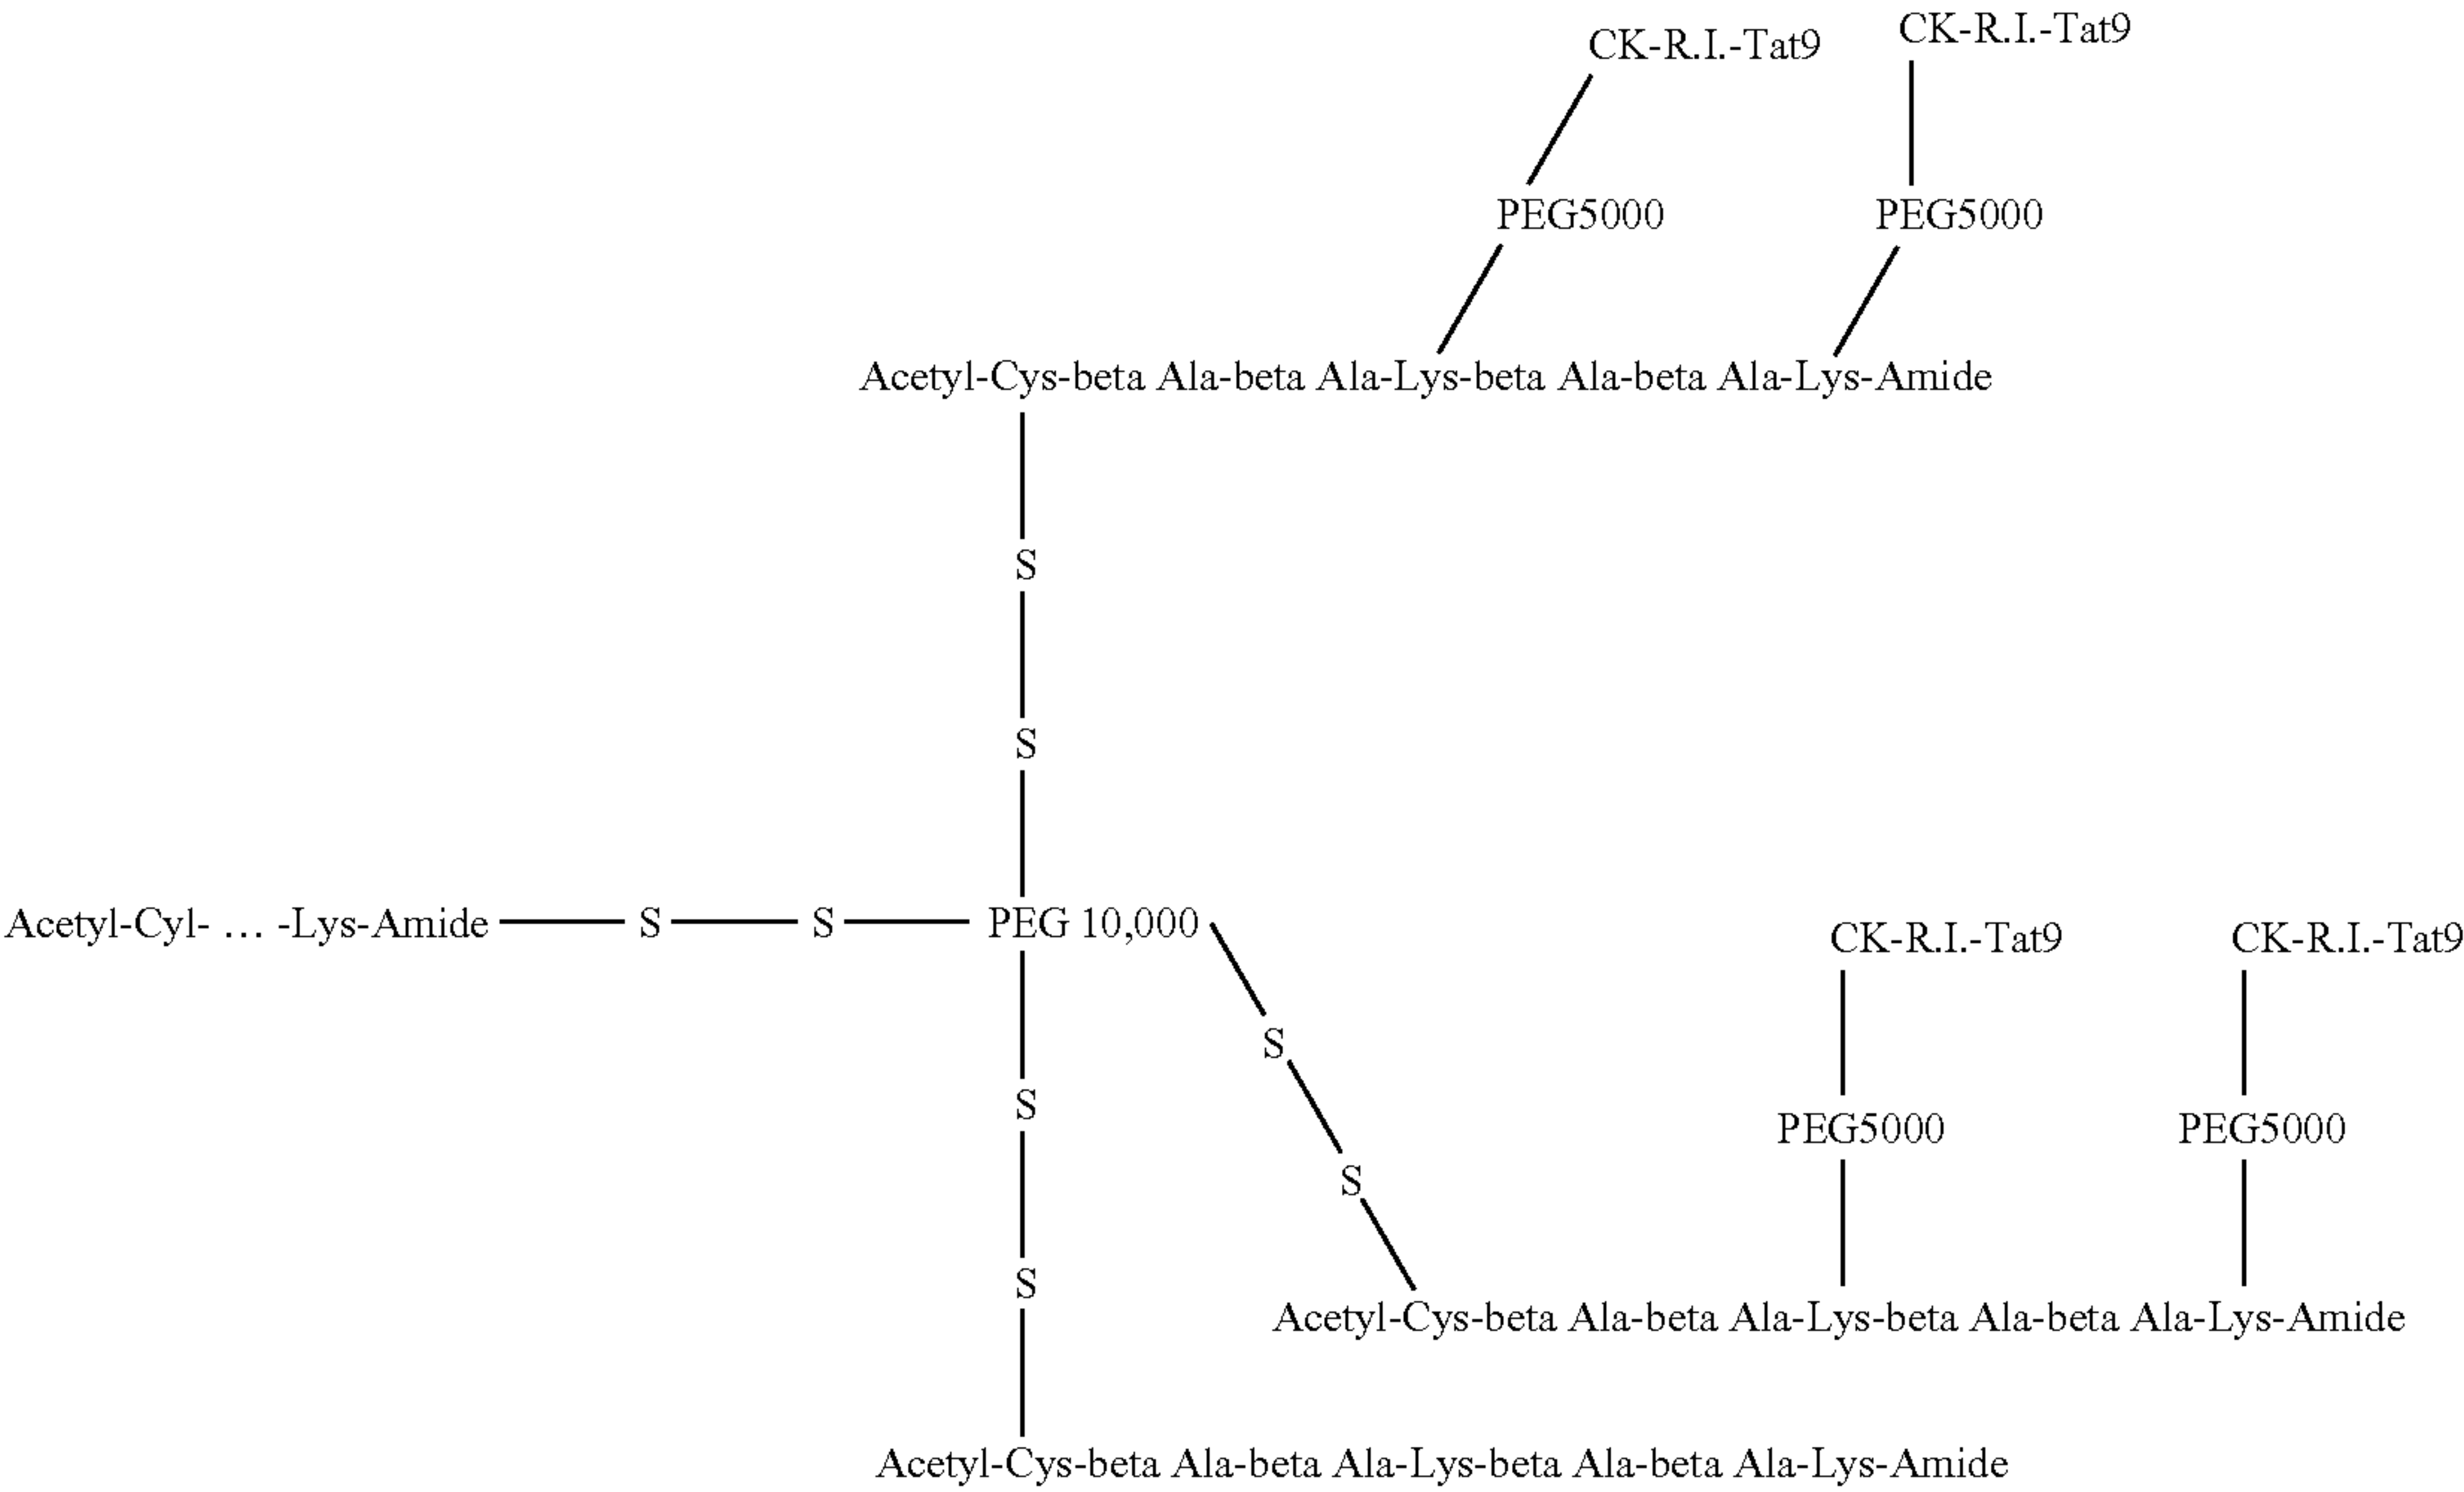 CK-R.I.-Tat9
CK-R.I.-Tat9
PEG5000
PEG5000
Acetyl-Cys-beta Ala-beta Ala-Lys-beta Ala-beta Ala-Lys-Amide
S
S
Acetyl-Cyl- ... -Lys-Amide
S
S
PEG 10,000
CK-R.I.-Tat9
CK-R.I.-Tat9
S
S
PEG5000
PEG5000
S
S
Acetyl-Cys-beta Ala-beta Ala-Lys-beta Ala-beta Ala-Lys-Amide
Acetyl-Cys-beta Ala-beta Ala-Lys-beta Ala-beta Ala-Lys-Amide